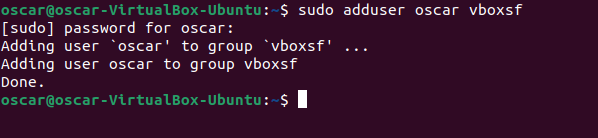 oscar@oscar-VirtualBox-Ubuntu:~$ sudo adduser oscar vboxsf
[sudo] password for oscar:
Adding user `oscar' to group `vboxsf' ...
Adding user oscar to group vboxsf
Done.
oscar@oscar-VirtualBox-Ubuntu:~$